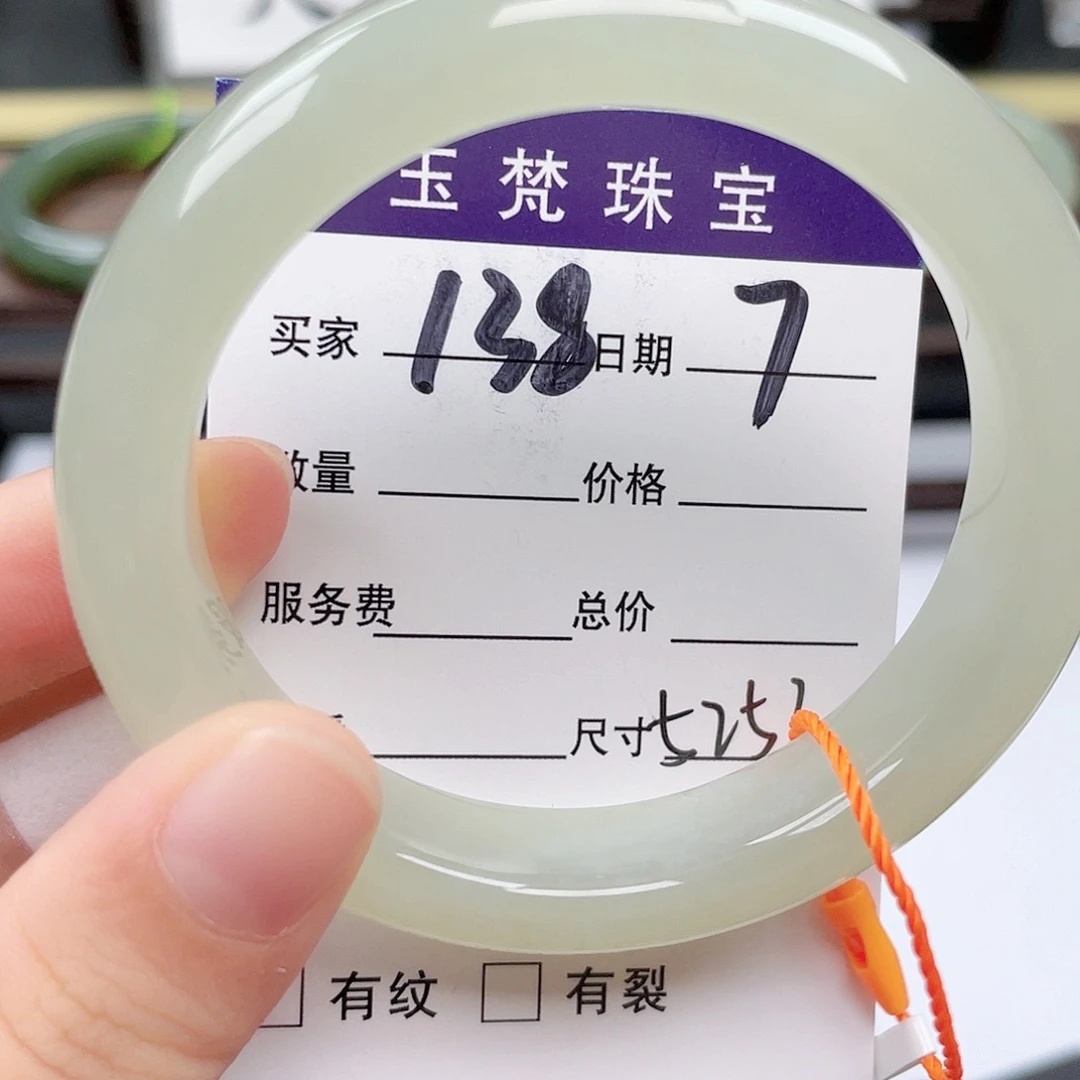 玉梵珠宝
买家 138 日期 7
数量 价格
服务费 总价
尺寸 525
有纹 有裂